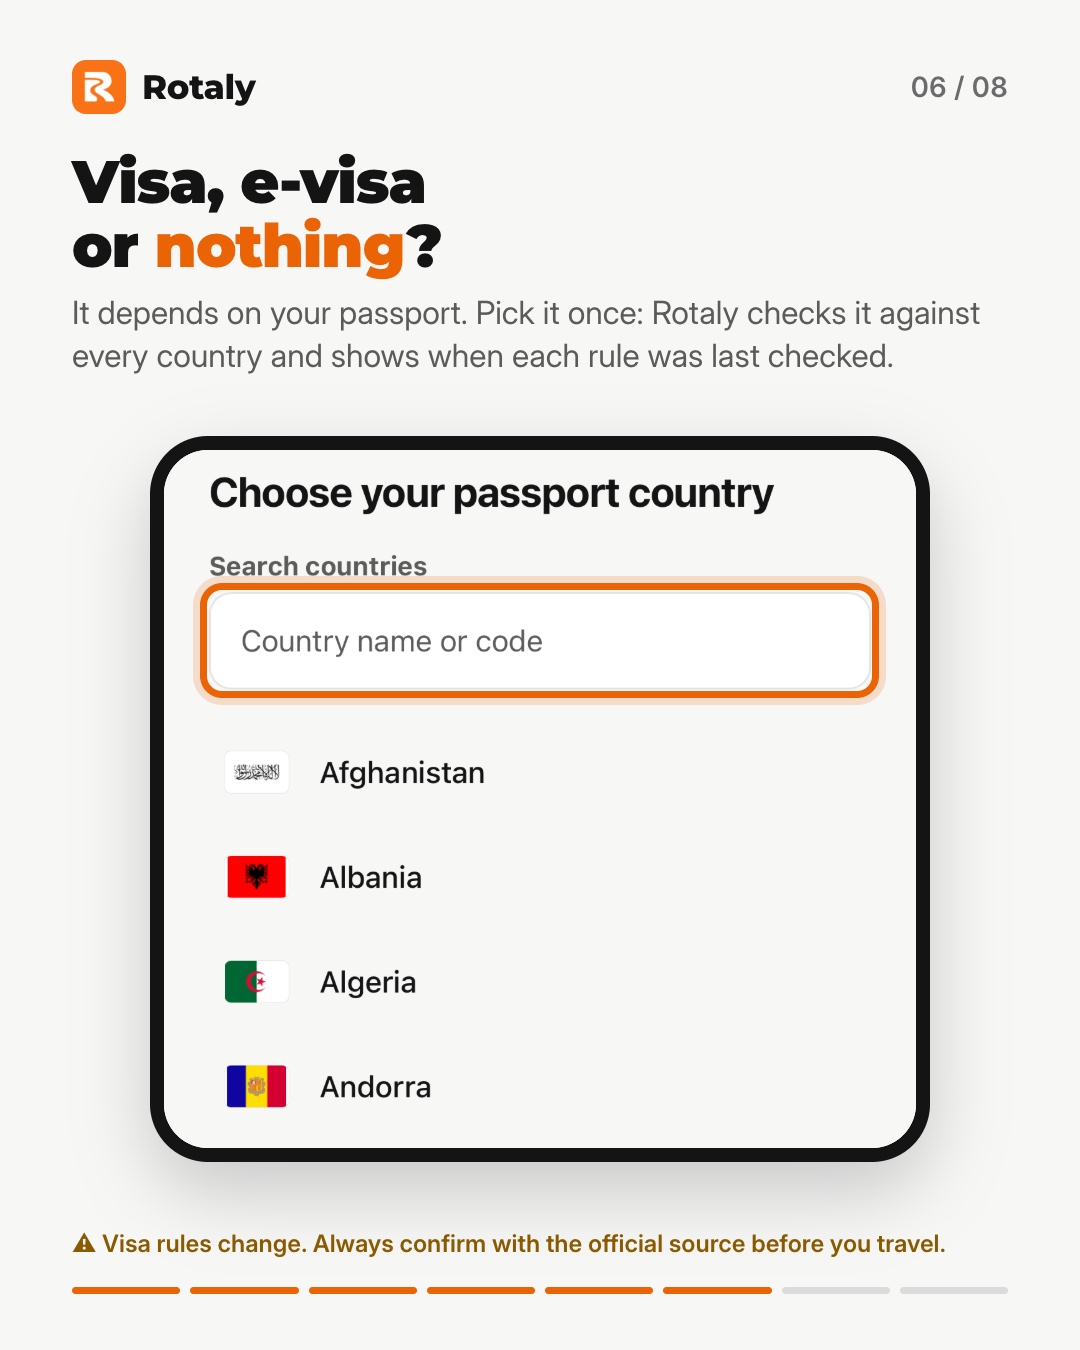 Rotaly
06 / 08
Visa, e-visa
or nothing?
It depends on your passport. Pick it once: Rotaly checks it against
every country and shows when each rule was last checked.
Choose your passport country
Search countries
Country name or code
Afghanistan
Albania
Algeria
Andorra
⚠ Visa rules change. Always confirm with the official source before you travel.